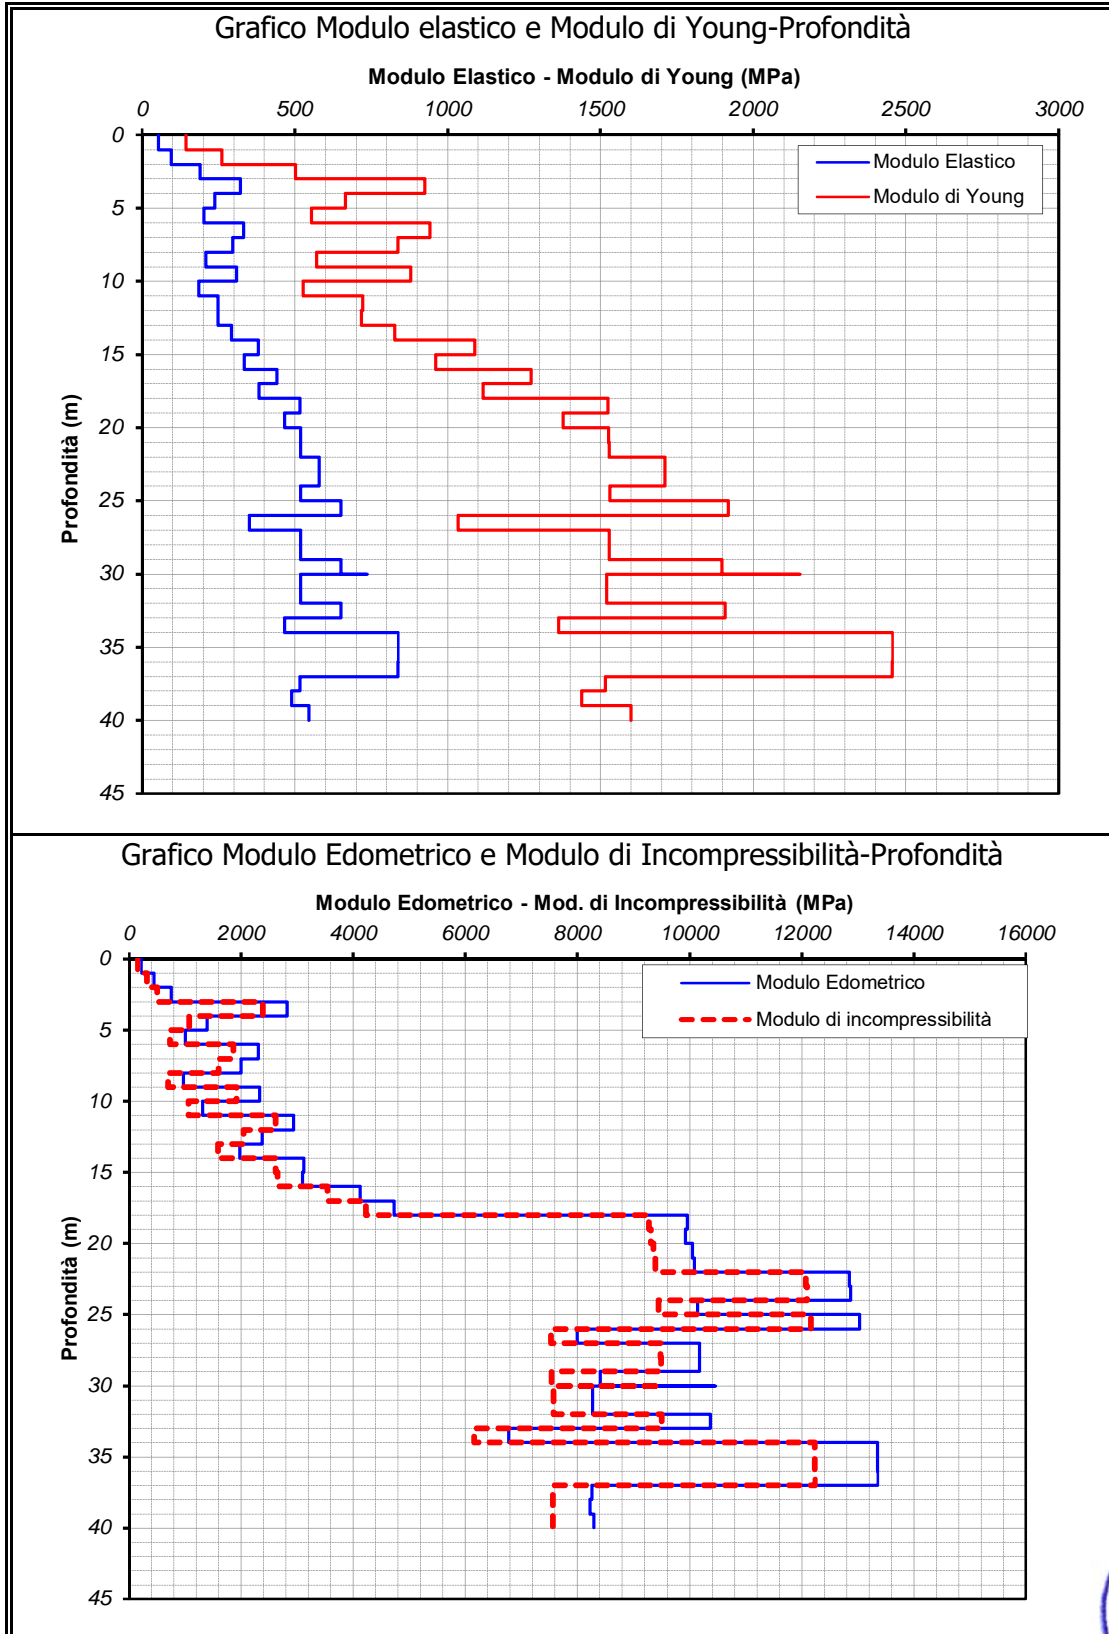 Grafico Modulo elastico e Modulo di Young-Profondità
Modulo Elastico - Modulo di Young (MPa)
0 500 1000 1500 2000 2500 3000
0
5
10
15
20
25
30
35
40
45
Profondità (m)
Modulo Elastico
Modulo di Young
Grafico Modulo Edometrico e Modulo di Incompressibilità-Profondità
Modulo Edometrico - Mod. di Incompressibilità (MPa)
0 2000 4000 6000 8000 10000 12000 14000 16000
0
5
10
15
20
25
30
35
40
45
Profondità (m)
Modulo Edometrico
Modulo di incompressibilità